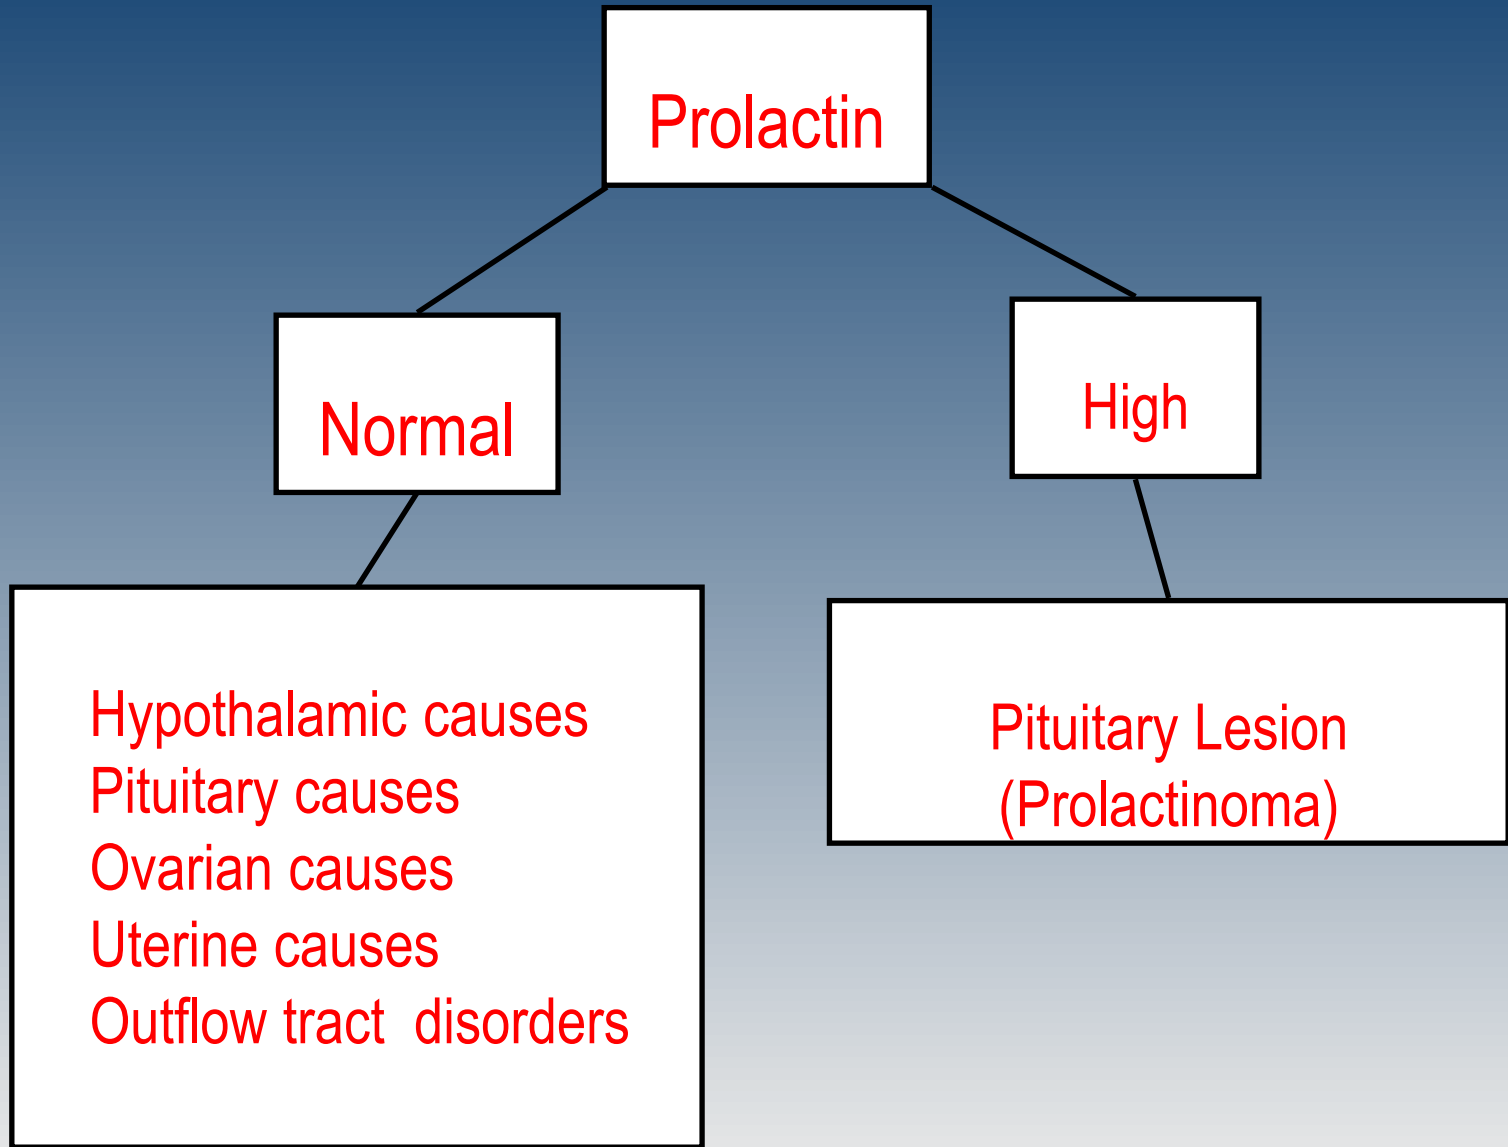 Prolactin
Normal
High
Hypothalamic causes
Pituitary causes
Ovarian causes
Uterine causes
Outflow tract  disorders
Pituitary Lesion
(Prolactinoma)